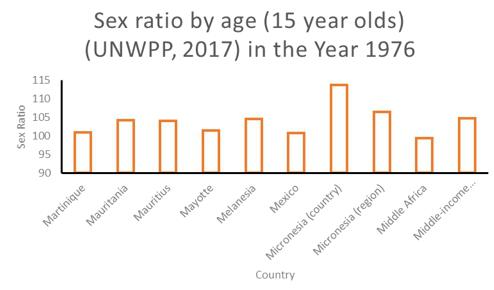 Sex ratio by age (15 year olds)
(UNWPP, 2017) in the Year 1976
115
110
105
100
95
90
Sex Ratio
Martinique
Mauritania
Mauritius
Mayotte
Melanesia
Mexico
Micronesia (country)
Micronesia (region)
Middle Africa
Middle-income...
Country